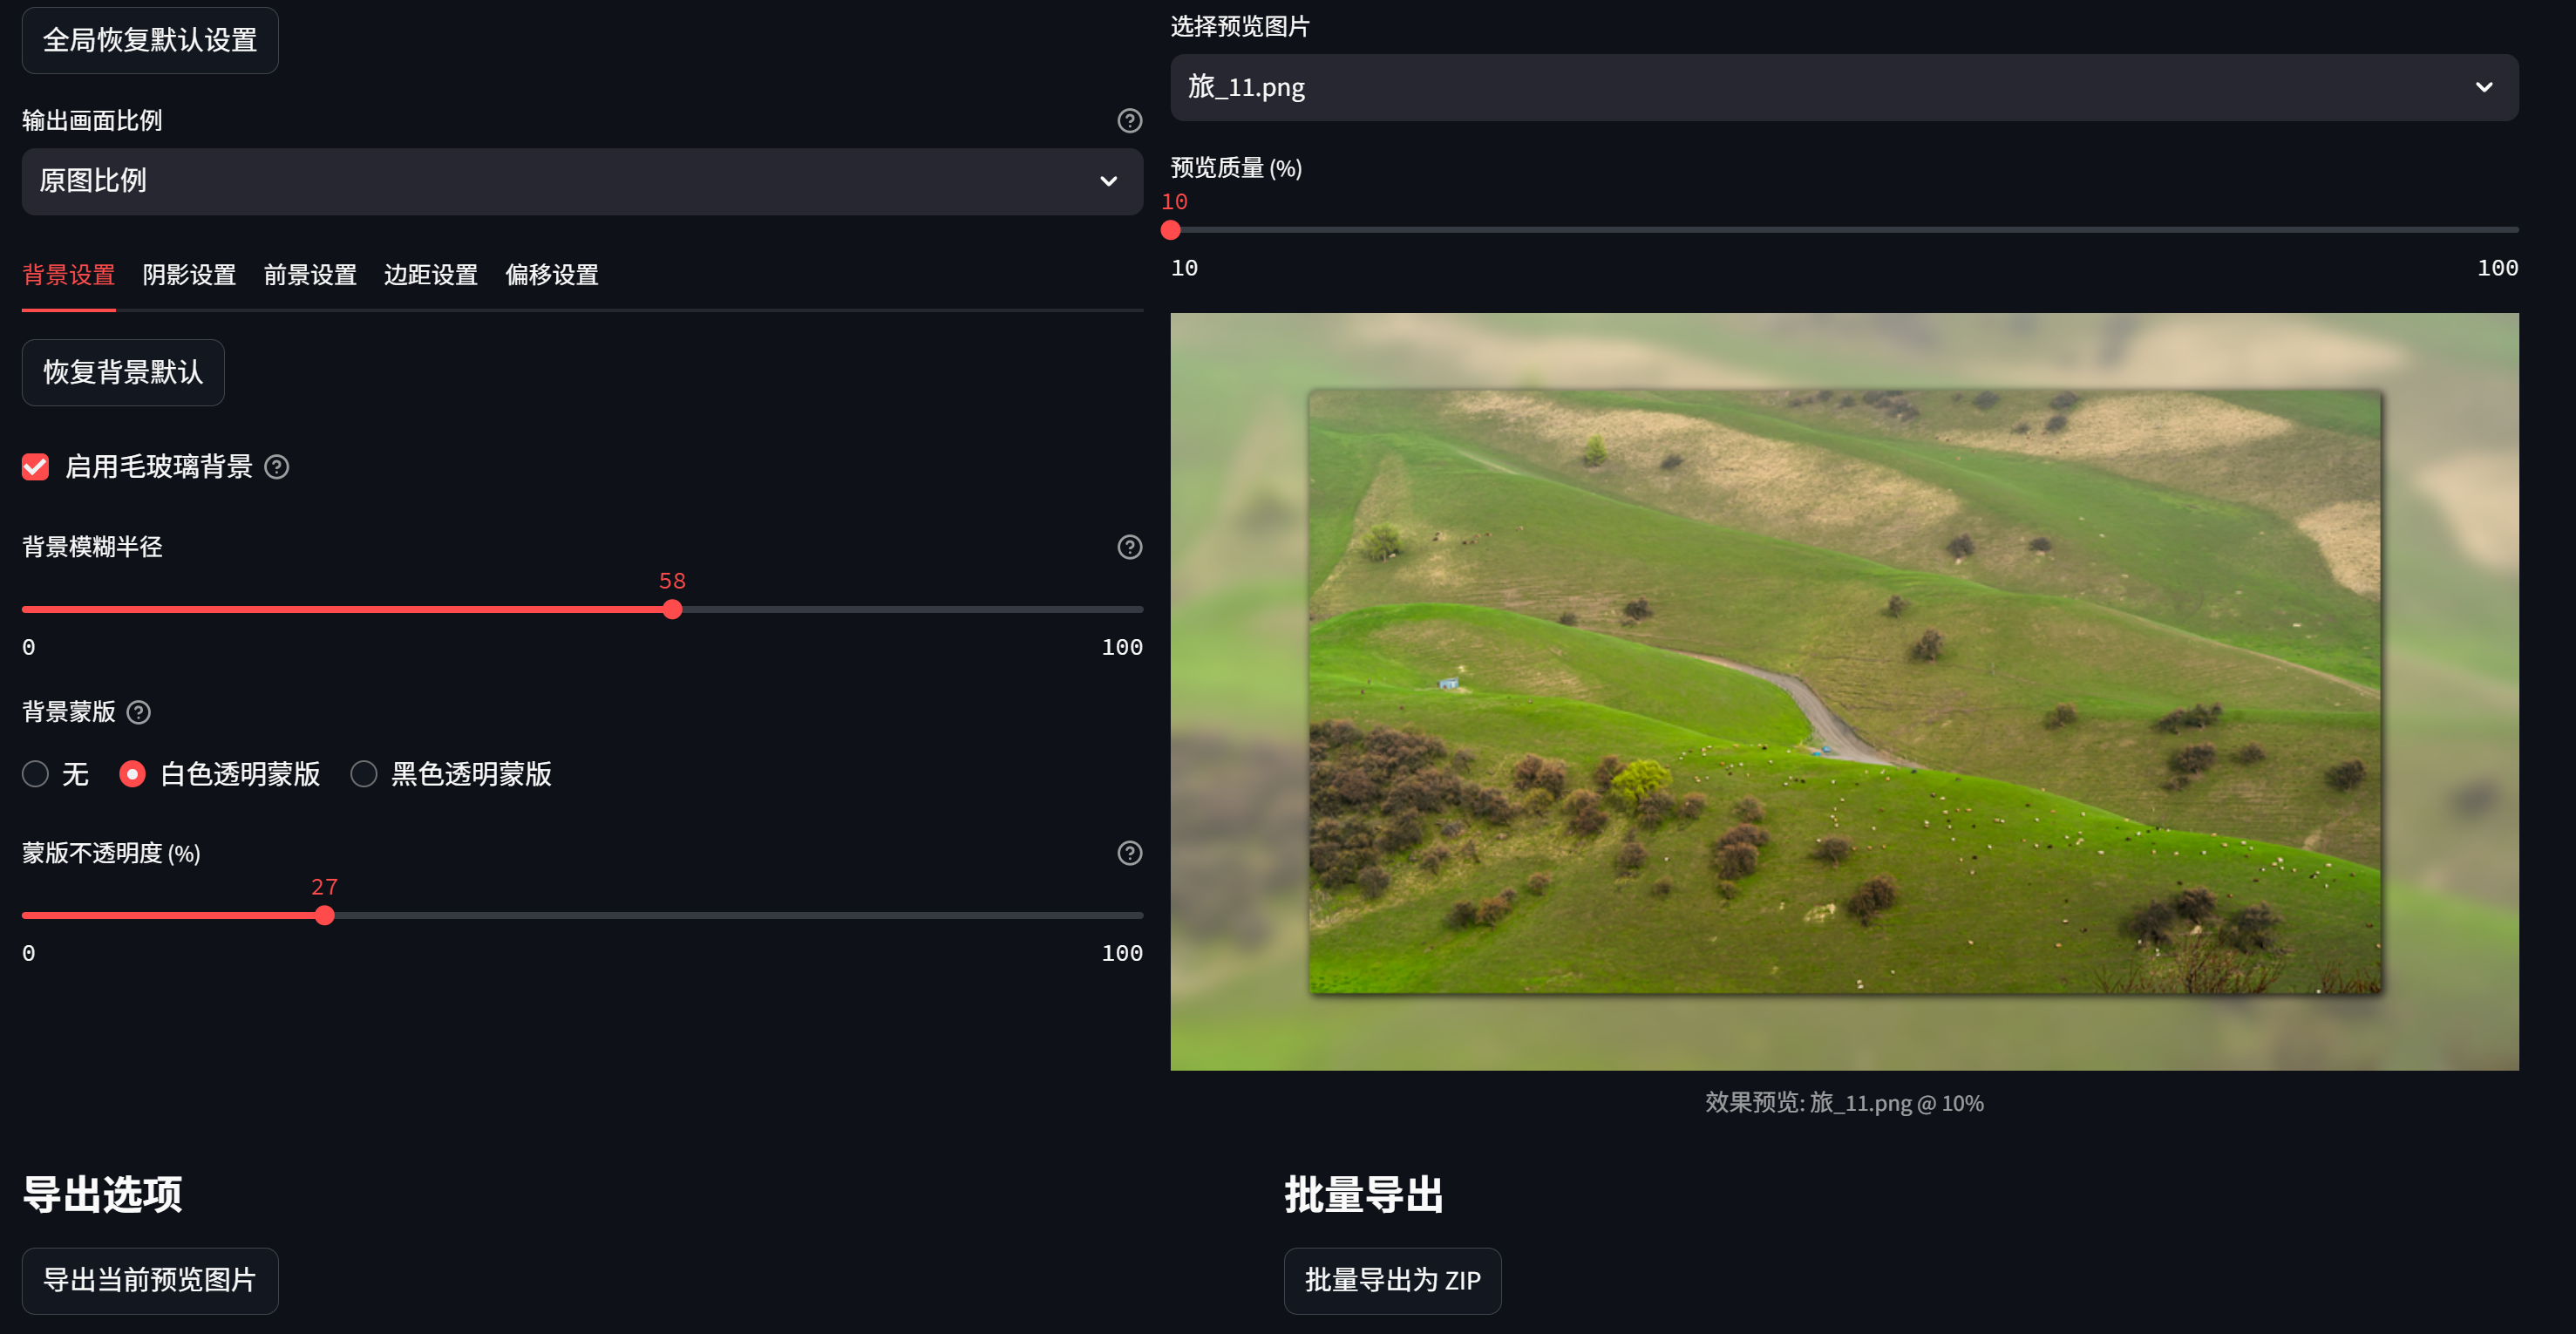 全局恢复默认设置
输出画面比例
原图比例
背景设置 阴影设置 前景设置 边距设置 偏移设置
恢复背景默认
启用毛玻璃背景
背景模糊半径
58
0 100
背景蒙版
无 白色透明蒙版 黑色透明蒙版
蒙版不透明度 (%)
27
0 100
选择预览图片
旅_11.png
预览质量 (%)
10
10 100
效果预览: 旅_11.png @ 10%
导出选项
导出当前预览图片
批量导出
批量导出为 ZIP